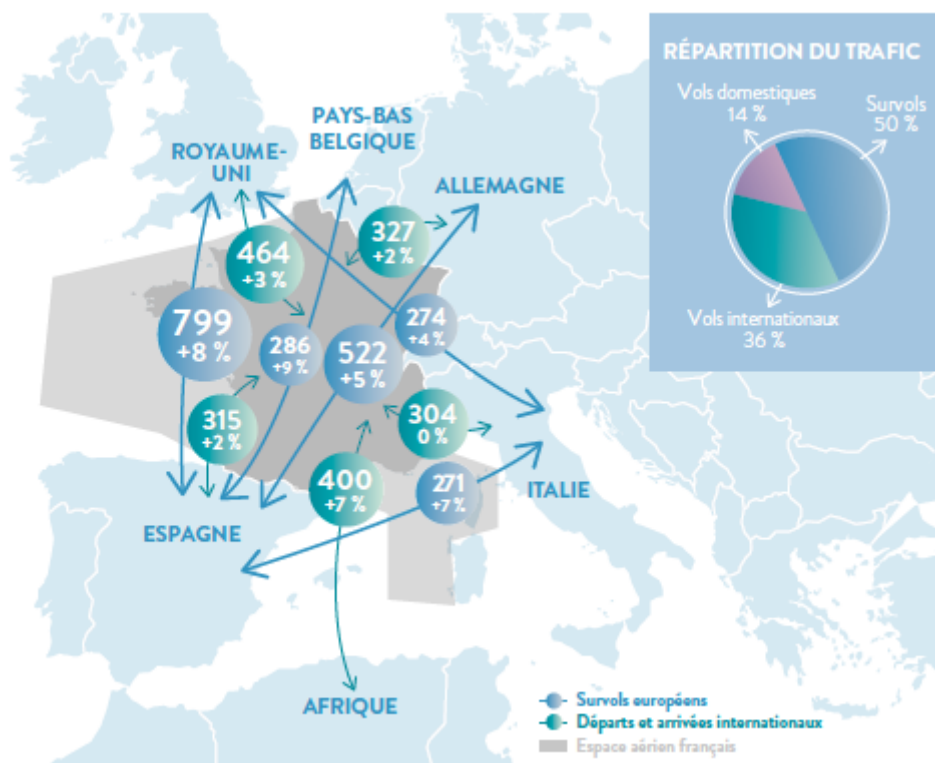 RÉPARTITION DU TRAFIC
Vols domestiques
14 %
Survols
50 %
Vols internationaux
36 %
PAYS-BAS
BELGIQUE
ROYAUME-
UNI
ALLEMAGNE
327
+2 %
464
+3 %
799
+8 %
286
+9 %
522
+5 %
274
+4 %
315
+2 %
304
0 %
400
+7 %
271
+7 %
ITALIE
ESPAGNE
AFRIQUE
Survols européens
Départs et arrivées internationaux
Espace aérien français